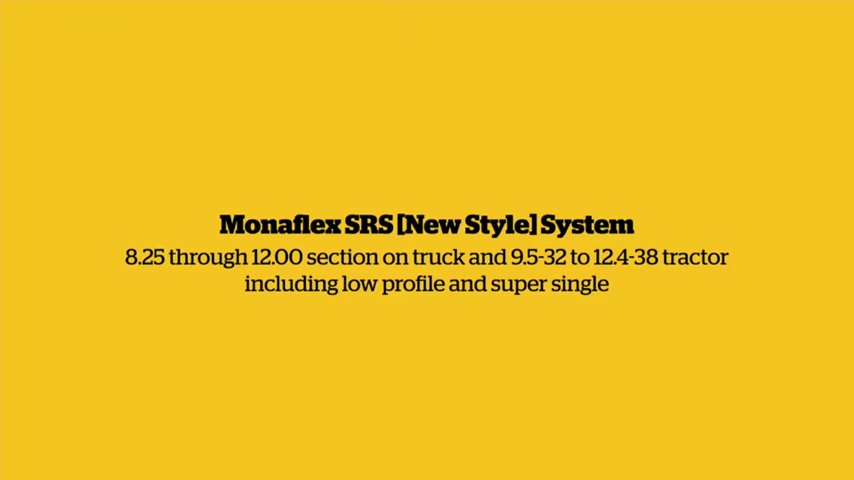 Monaflex SRS [New Style] System
8.25 through 12.00 section on truck and 9.5-32 to 12.4-38 tractor
including low profile and super single